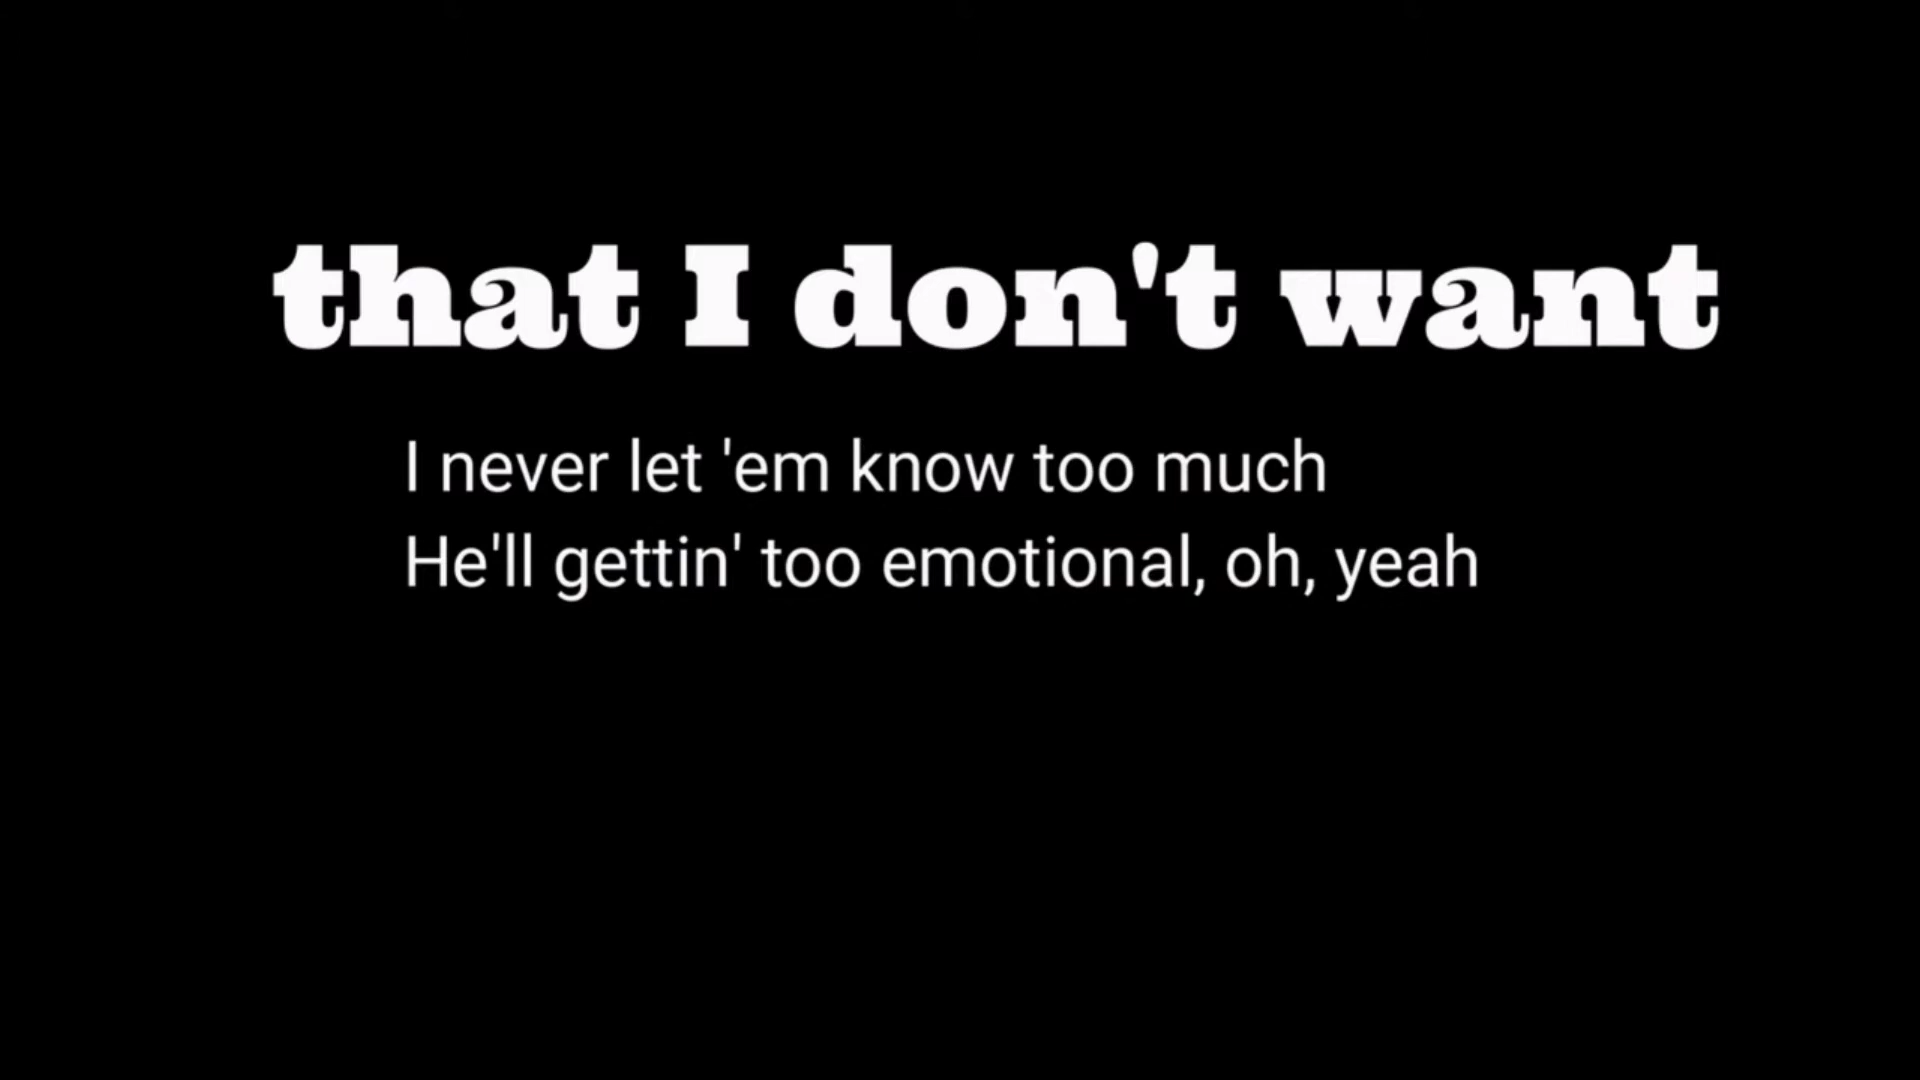 that I don't want
I never let 'em know too much
He'll gettin' too emotional, oh, yeah